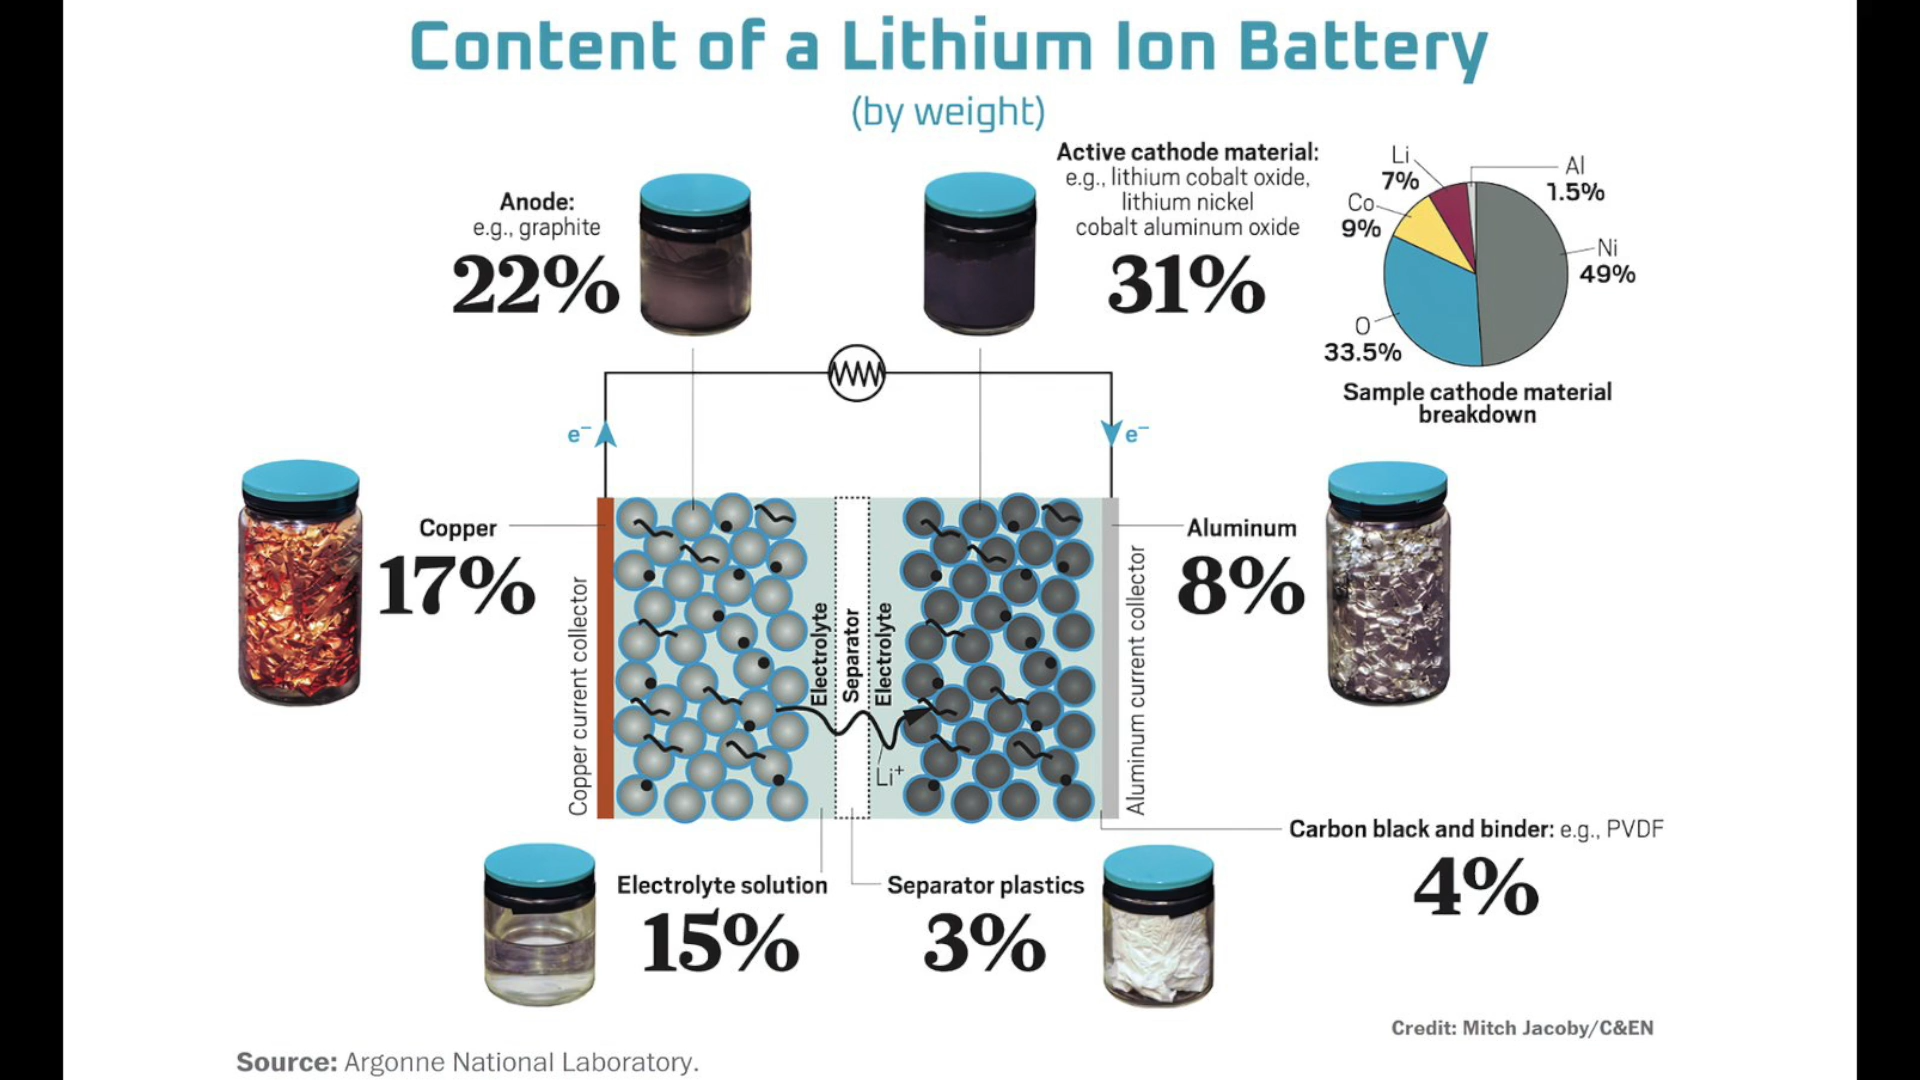 Content of a Lithium Ion Battery
(by weight)
Anode:
e.g., graphite
22%
Active cathode material:
e.g., lithium cobalt oxide,
lithium nickel
cobalt aluminum oxide
31%
Li
7%
Al
1.5%
Co
9%
Ni
49%
O
33.5%
Sample cathode material
breakdown
e⁻
e⁻
Copper
17%
Copper current collector
Electrolyte
Separator
Electrolyte
Li⁺
Aluminum current collector
Aluminum
8%
Carbon black and binder: e.g., PVDF
4%
Electrolyte solution
15%
Separator plastics
3%
Credit: Mitch Jacoby/C&EN
Source: Argonne National Laboratory.